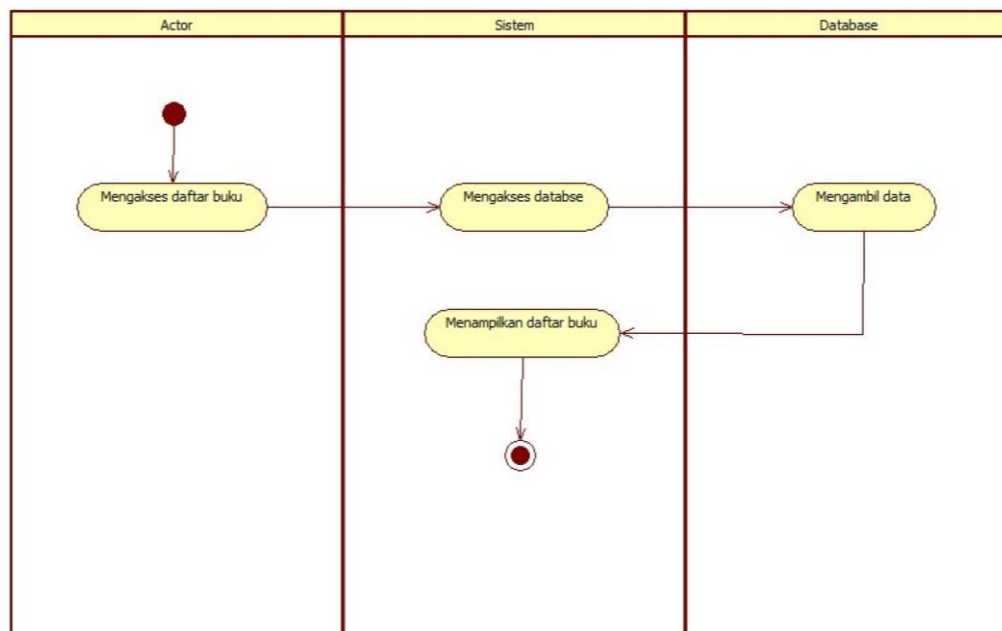 Actor
Sistem
Database
Mengakses daftar buku
Mengakses databse
Mengambil data
Menampilkan daftar buku